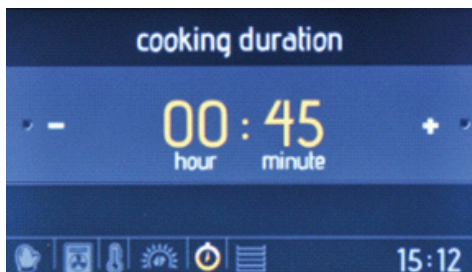 cooking duration
- 00 : 45 +
hour minute
15:12